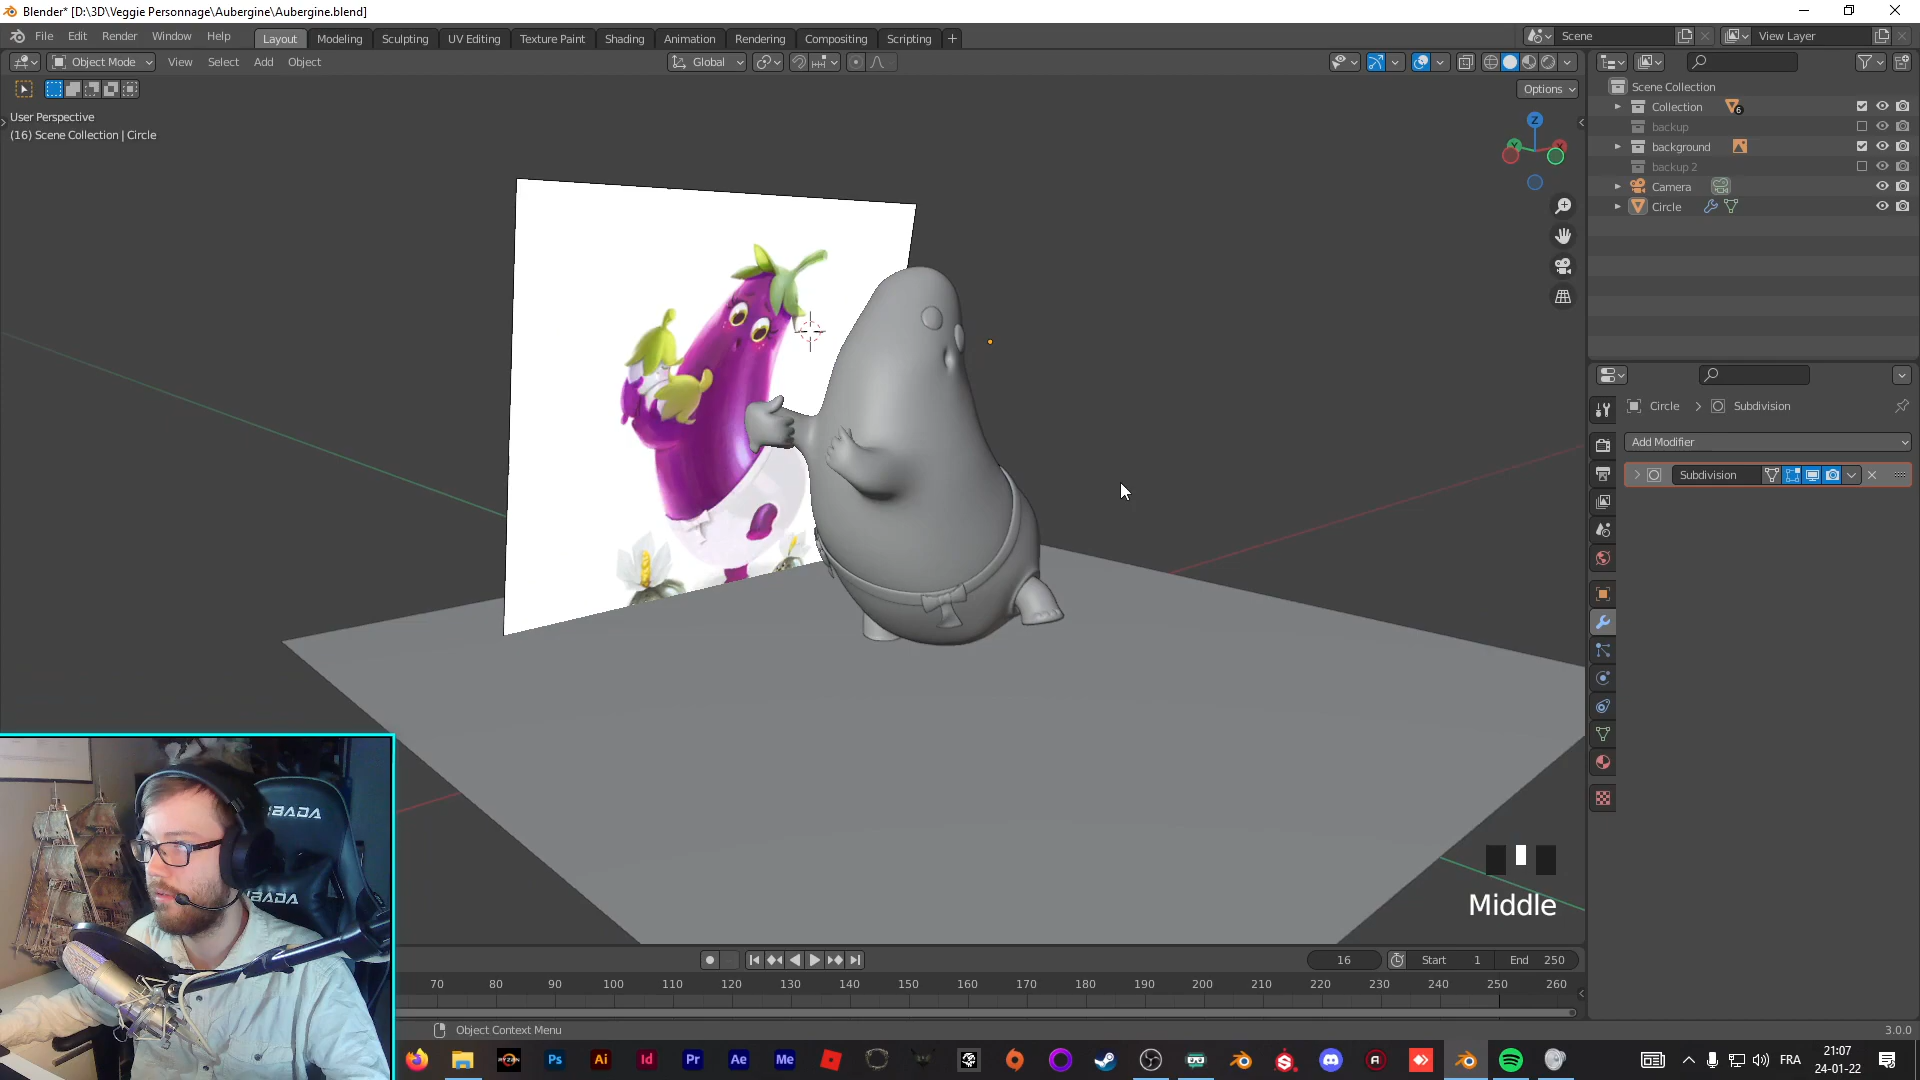 Blender* [D:\3D\Veggie Personnage\Aubergine\Aubergine.blend]
File Edit Render Window Help Layout Modeling Sculpting UV Editing Texture Paint Shading Animation Rendering Compositing Scripting Scene View Layer
Object Mode View Select Add Object Global
Options
User Perspective
(16) Scene Collection | Circle
Z
Scene Collection
Collection 6
backup
background
backup 2
Camera
Circle
Circle > Subdivision
Add Modifier
Subdivision
Middle
16 Start 1 End 250
70 80 90 100 110 120 130 140 150 160 170 180 190 200 210 220 230 240 250 260
Object Context Menu 3.0.0
RYZEN Ps Ai Id Pr Ae Me FRA
21:07
24-01-22